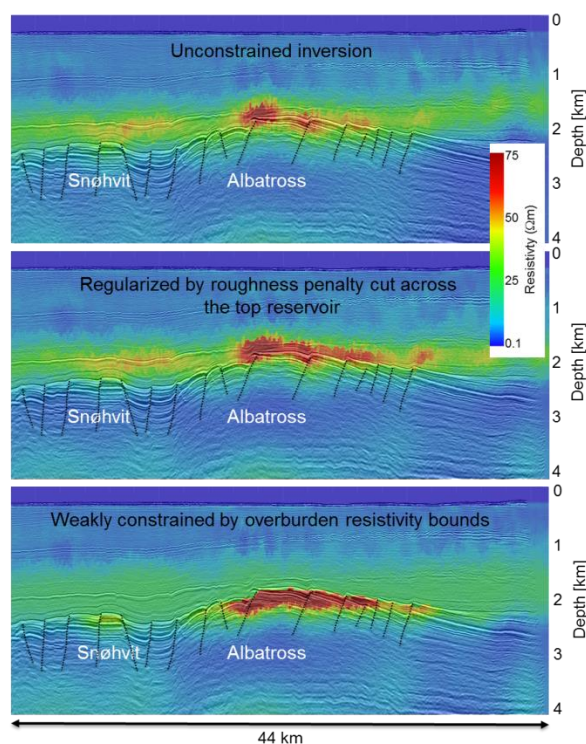 Unconstrained inversion
0
1
2
3
4
Depth [km]
Snøhvit
Albatross
75
50
25
0.1
Resistivty (Ωm)
Regularized by roughness penalty cut across
the top reservoir
0
1
2
3
4
Depth [km]
Snøhvit
Albatross
Weakly constrained by overburden resistivity bounds
0
1
2
3
4
Depth [km]
Snøhvit
Albatross
44 km